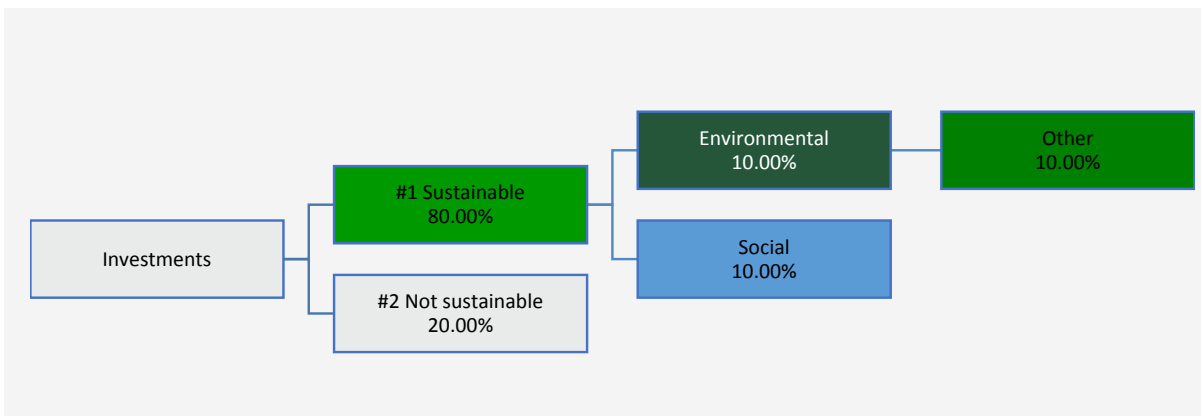 Investments
#1 Sustainable
80.00%
#2 Not sustainable
20.00%
Environmental
10.00%
Social
10.00%
Other
10.00%